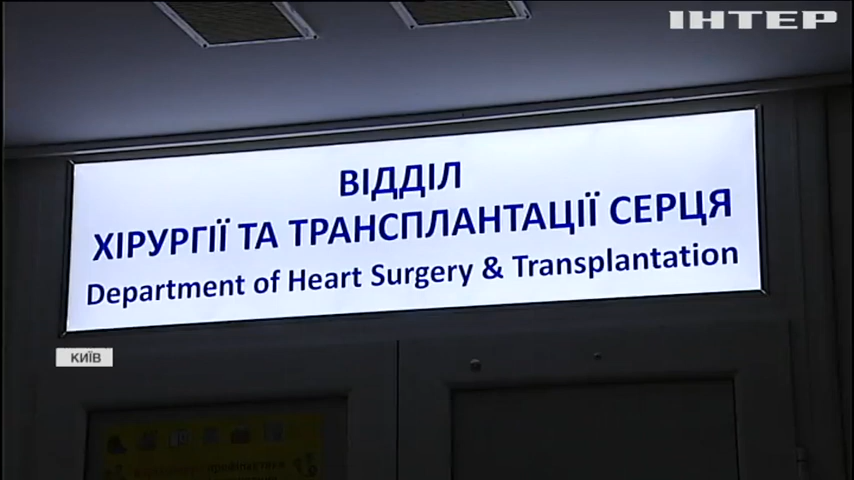 ІНТЕР
ВІДДІЛ
ХІРУРГІЇ ТА ТРАНСПЛАНТАЦІЇ СЕРЦЯ
Department of Heart Surgery & Transplantation
КИЇВ